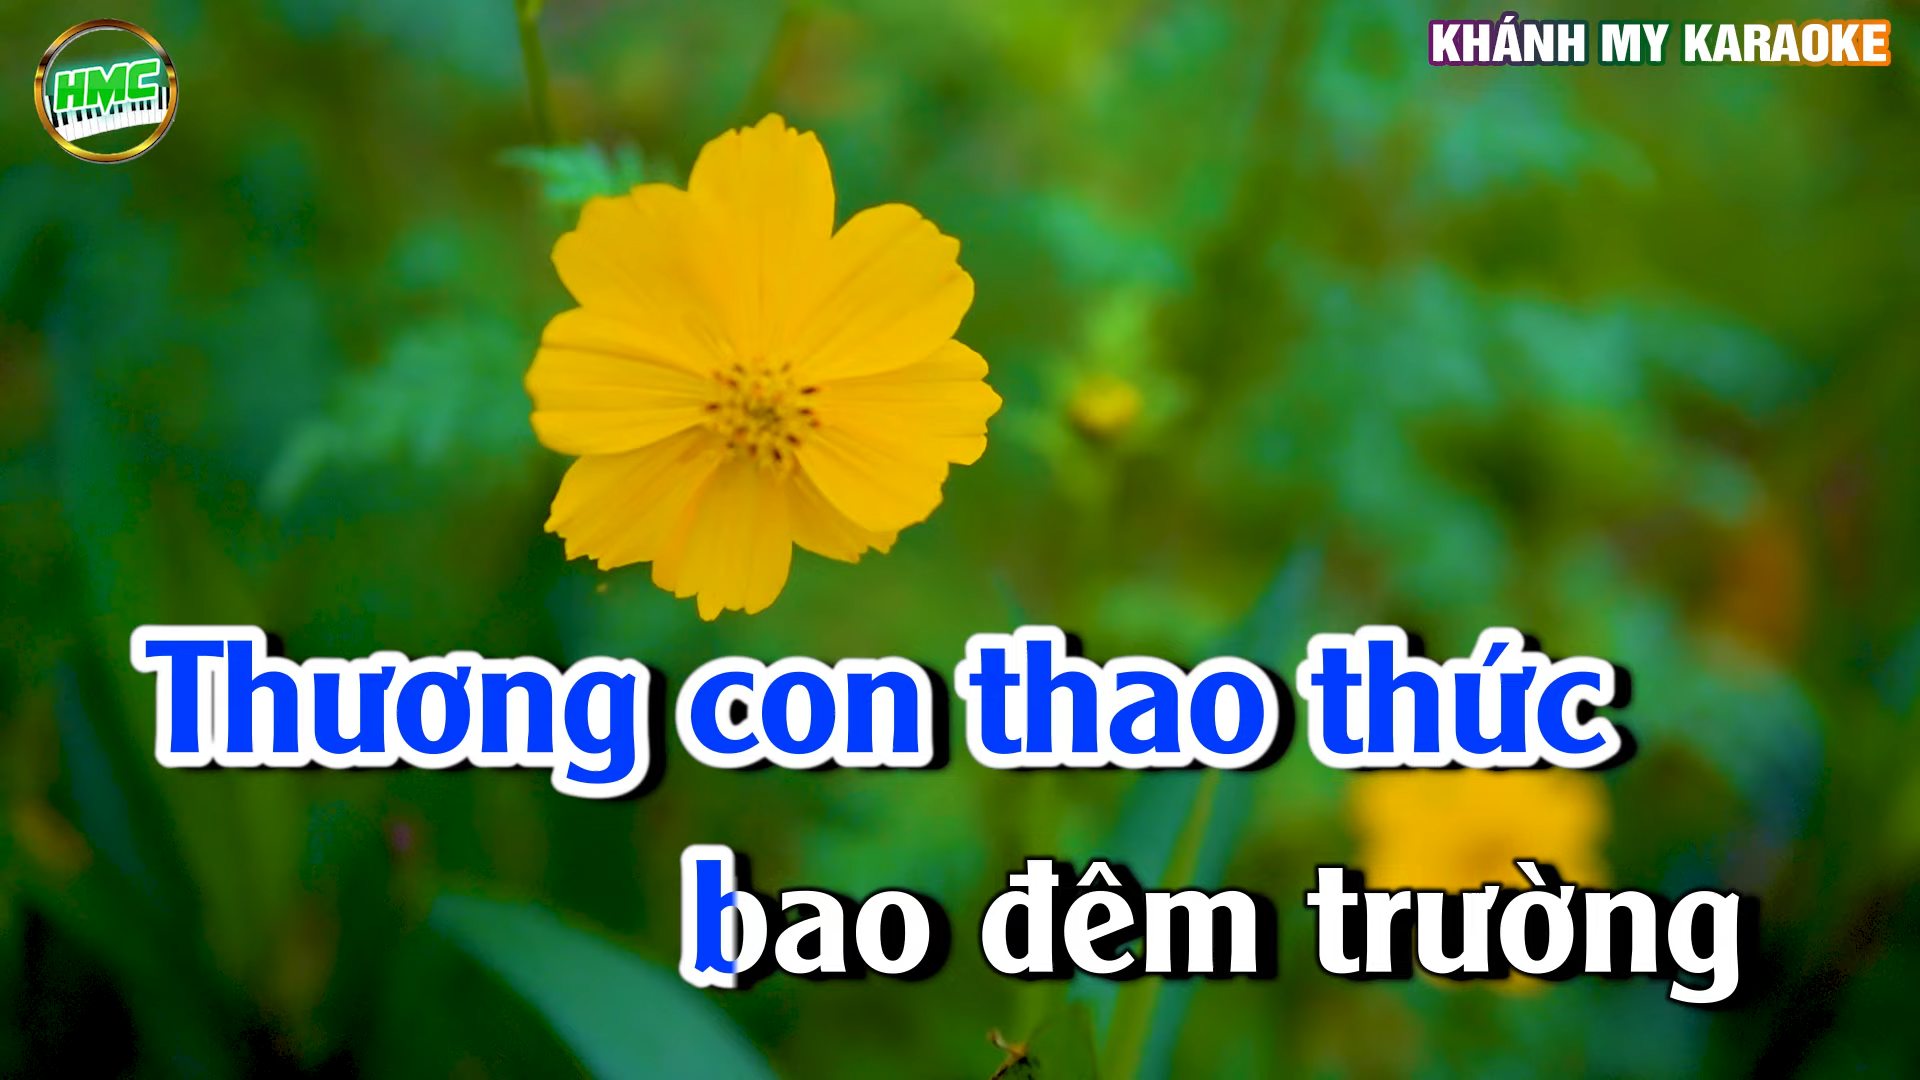 HMC
KHÁNH MY KARAOKE
Thương con thao thức
bao đêm trường